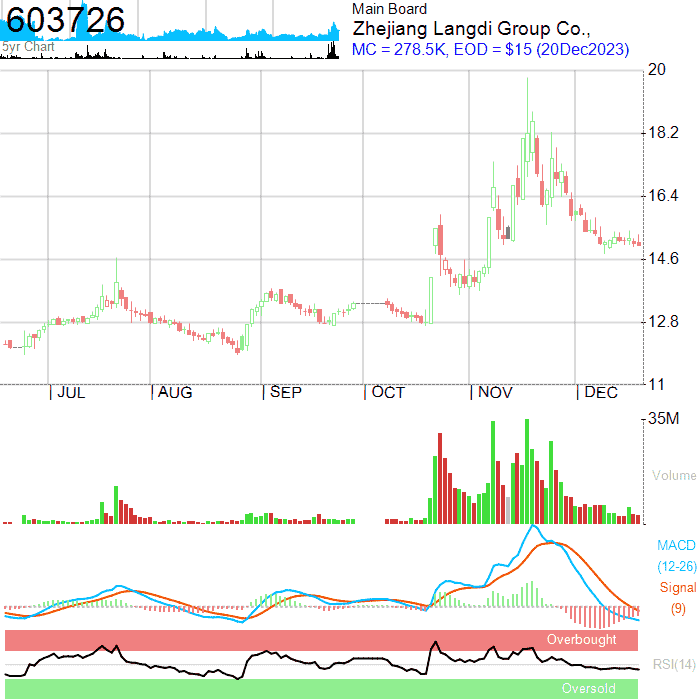 603726
5yr Chart
Main Board
Zhejiang Langdi Group Co.,
MC = 278.5K, EOD = $15 (20Dec2023)
20
18.2
16.4
14.6
12.8
11
JUL
AUG
SEP
OCT
NOV
DEC
35M
Volume
MACD
(12-26)
Signal
(9)
Overbought
RSI(14)
Oversold